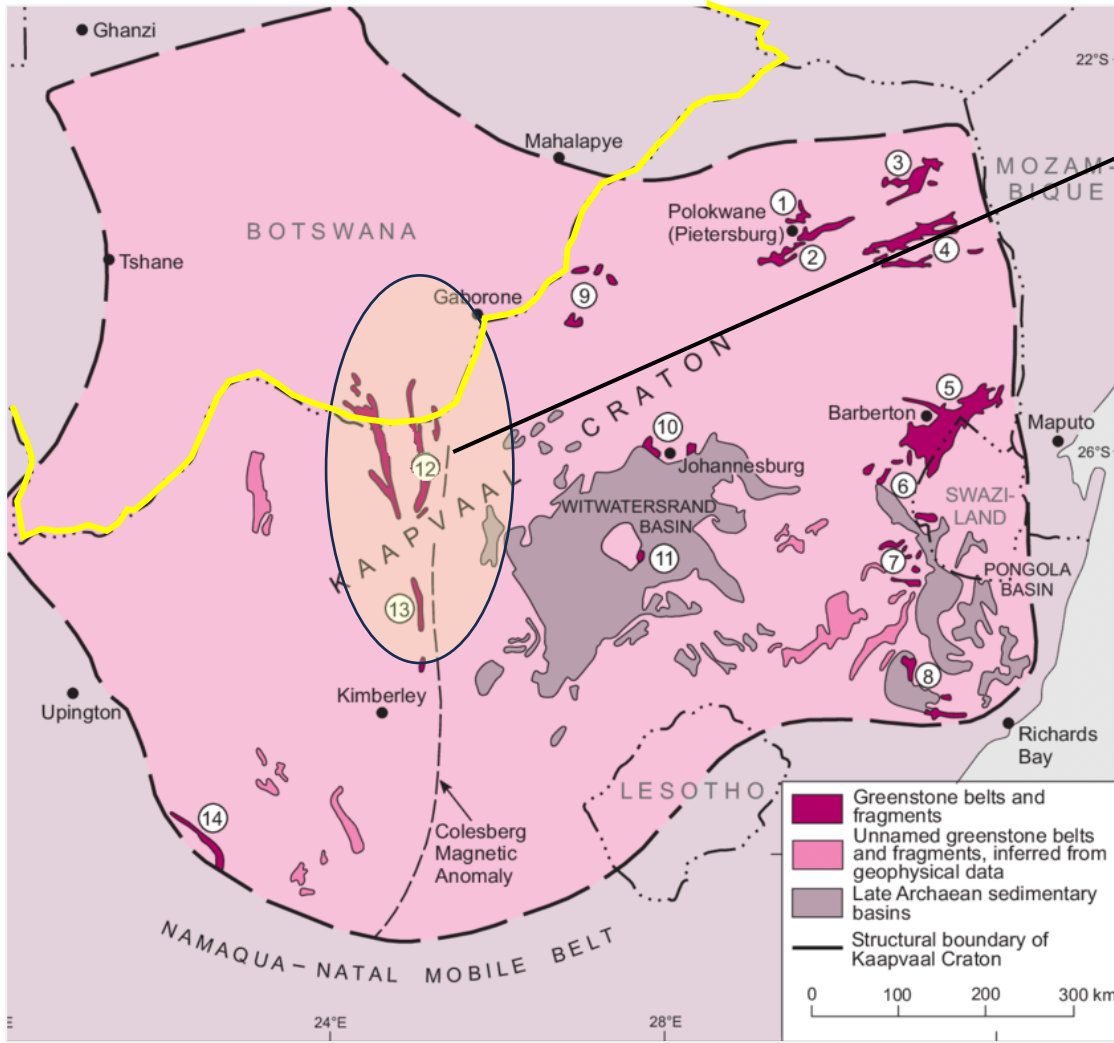 Ghanzi
22°S
Mahalapye
MOZAM-
BIQUE
3
1
Polokwane
(Pietersburg)
BOTSWANA
2
4
Tshane
9
Gaborone
CRATON
5
Barberton
Maputo
10
Johannesburg
26°S
12
KAAPVAAL
WITWATERSRAND
BASIN
6
SWAZI-
LAND
11
7
PONGOLA
BASIN
13
8
Kimberley
Upington
Richards
Bay
LESOTHO
14
Colesberg
Magnetic
Anomaly
NAMAQUA–NATAL MOBILE BELT
Greenstone belts and
fragments
Unnamed greenstone belts
and fragments, inferred from
geophysical data
Late Archaean sedimentary
basins
Structural boundary of
Kaapvaal Craton
0 100 200 300 km
24°E
28°E